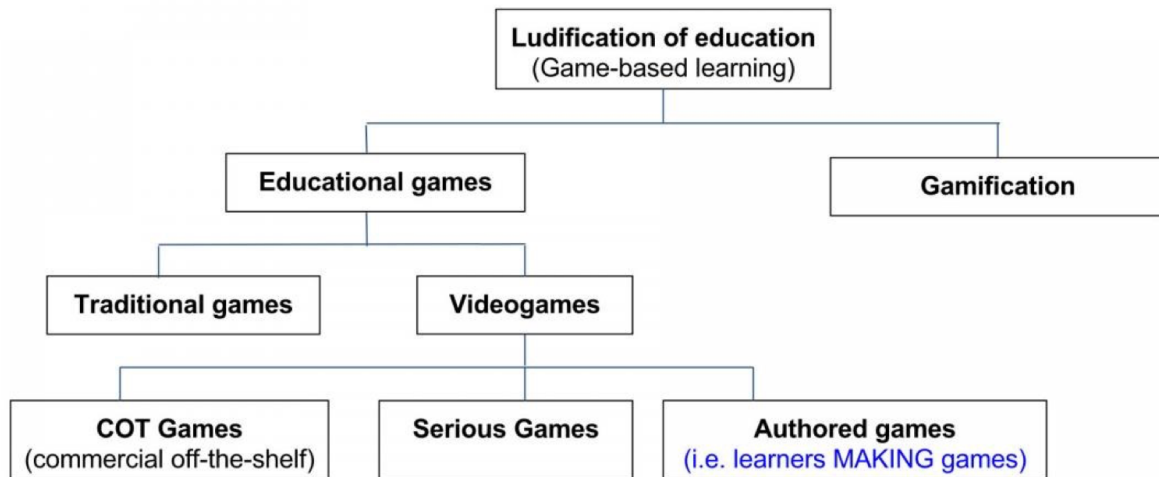 Ludification of education
(Game-based learning)
Educational games
Gamification
Traditional games
Videogames
COT Games
(commercial off-the-shelf)
Serious Games
Authored games
(i.e. learners MAKING games)